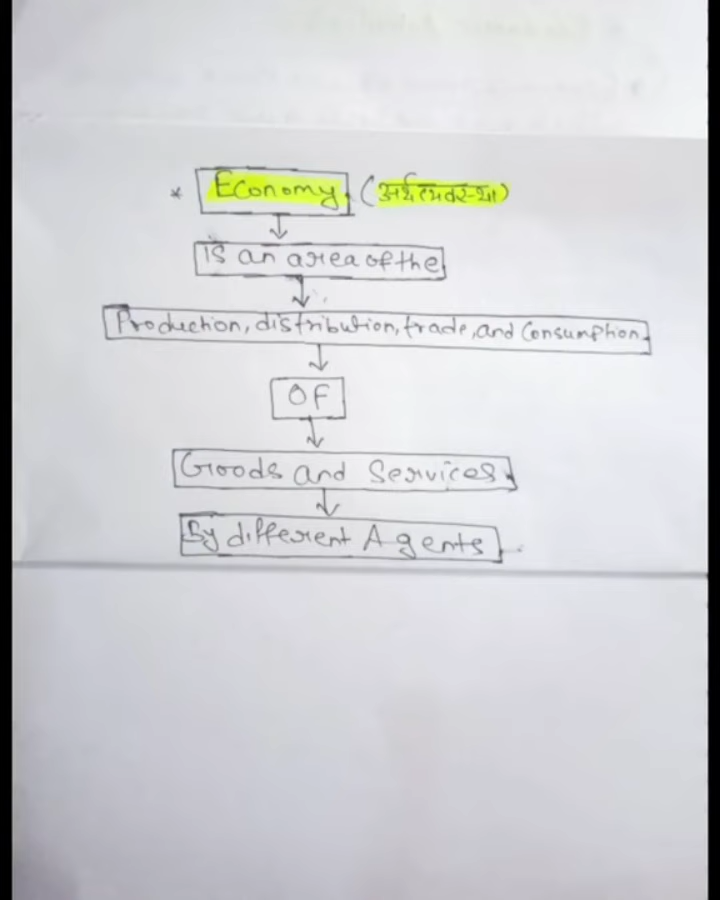 * Economy. (अर्थव्यवस्था)
is an area of the
Production, distribution, trade, and Consumption.
OF
Goods and Services.
By different Agents.